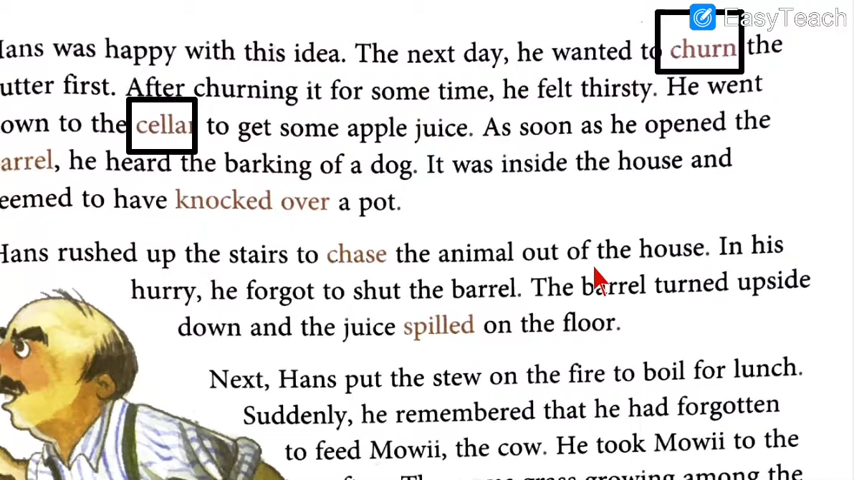 EasyTeach
Hans was happy with this idea. The next day, he wanted to churn the
utter first. After churning it for some time, he felt thirsty. He went
own to the cellar to get some apple juice. As soon as he opened the
arrel, he heard the barking of a dog. It was inside the house and
eemed to have knocked over a pot.
Hans rushed up the stairs to chase the animal out of the house. In his
hurry, he forgot to shut the barrel. The barrel turned upside
down and the juice spilled on the floor.
Next, Hans put the stew on the fire to boil for lunch.
Suddenly, he remembered that he had forgotten
to feed Mowii, the cow. He took Mowii to the
grass growing among the